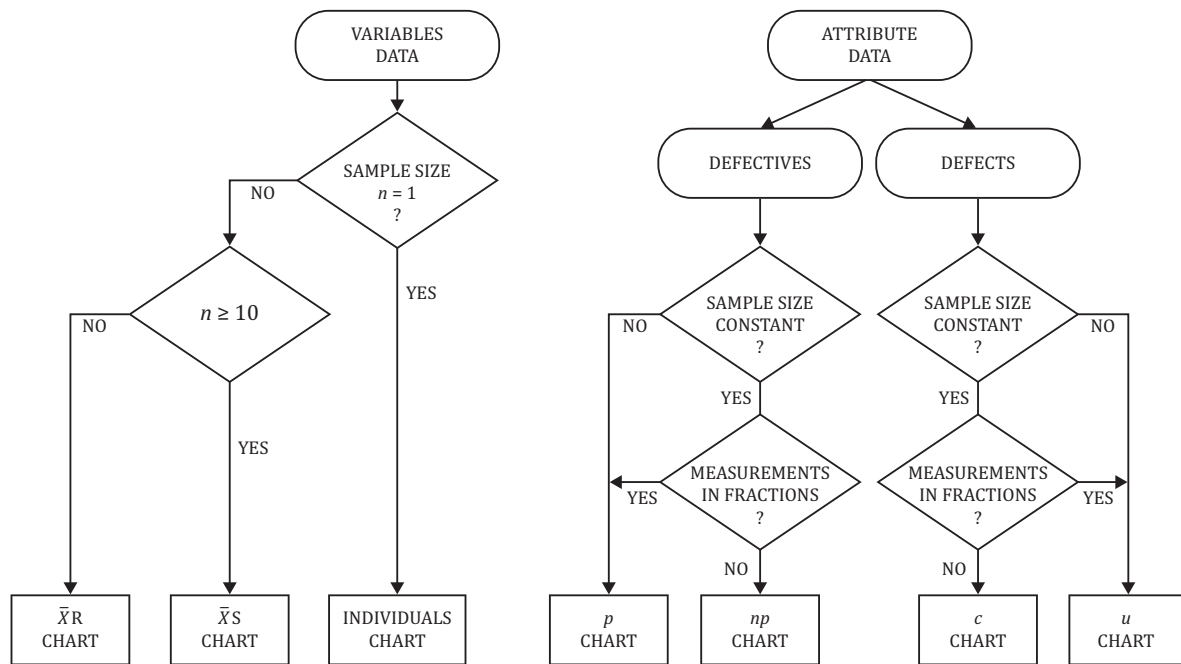 VARIABLES
DATA
SAMPLE SIZE
n = 1
?
NO
YES
n ≥ 10
NO
YES
X̄ R
CHART
X̄ S
CHART
INDIVIDUALS
CHART
ATTRIBUTE
DATA
DEFECTIVES
DEFECTS
SAMPLE SIZE
CONSTANT
?
NO
YES
SAMPLE SIZE
CONSTANT
?
NO
YES
MEASUREMENTS
IN FRACTIONS
?
YES
NO
MEASUREMENTS
IN FRACTIONS
?
YES
NO
p
CHART
np
CHART
c
CHART
u
CHART